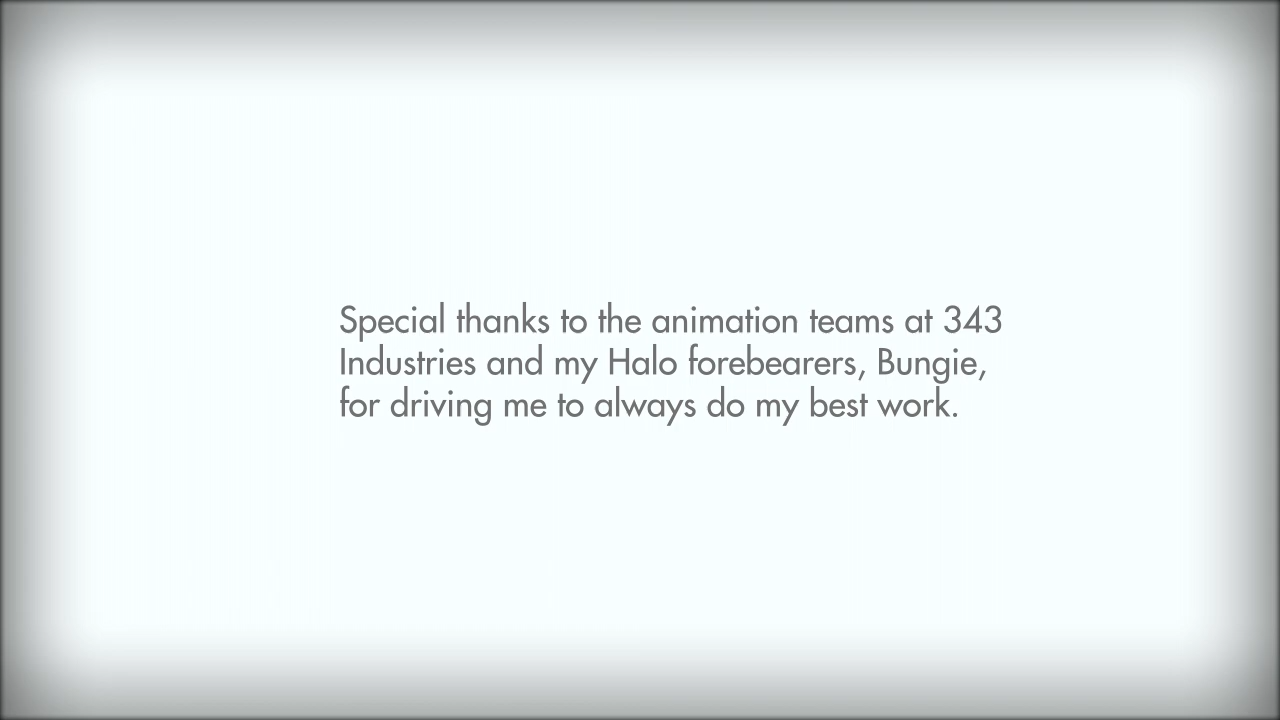 Special thanks to the animation teams at 343
Industries and my Halo forebearers, Bungie,
for driving me to always do my best work.